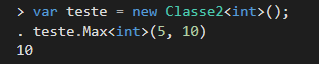 > var teste = new Classe2<int>();
. teste.Max<int>(5, 10)
10